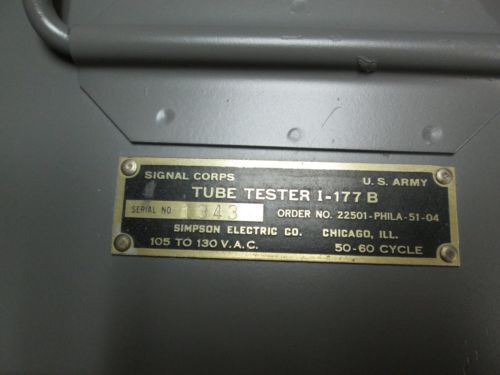 SIGNAL CORPS U.S. ARMY
TUBE TESTER I-177 B
SERIAL NO. 1343 ORDER NO. 22501-PHILA-51-04
SIMPSON ELECTRIC CO. CHICAGO, ILL.
105 TO 130 V.A.C. 50-60 CYCLE